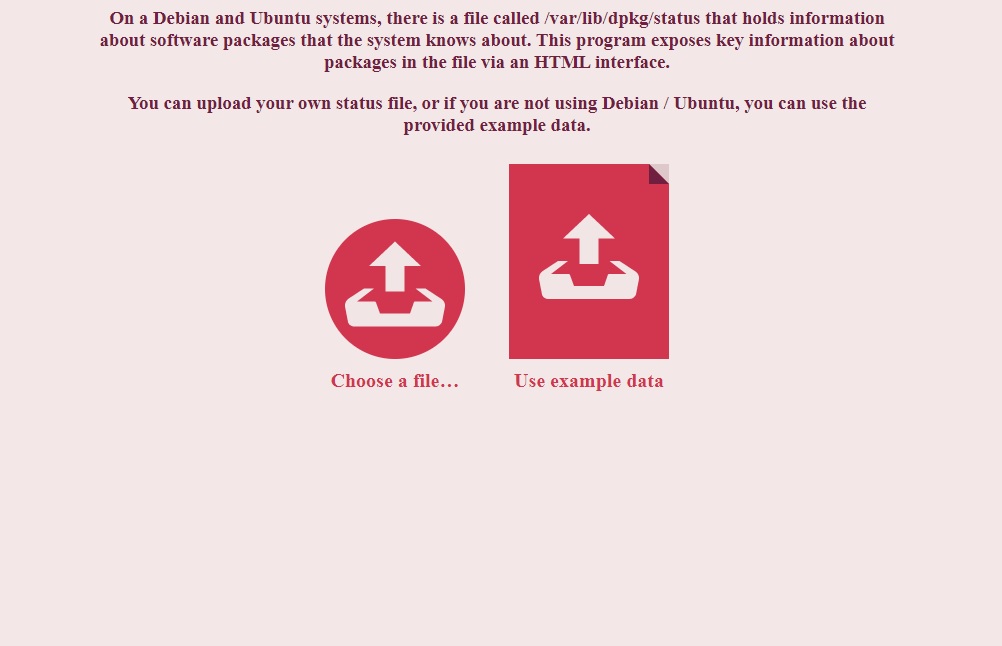 On a Debian and Ubuntu systems, there is a file called /var/lib/dpkg/status that holds information
about software packages that the system knows about. This program exposes key information about
packages in the file via an HTML interface.
You can upload your own status file, or if you are not using Debian / Ubuntu, you can use the
provided example data.
Choose a file…
Use example data